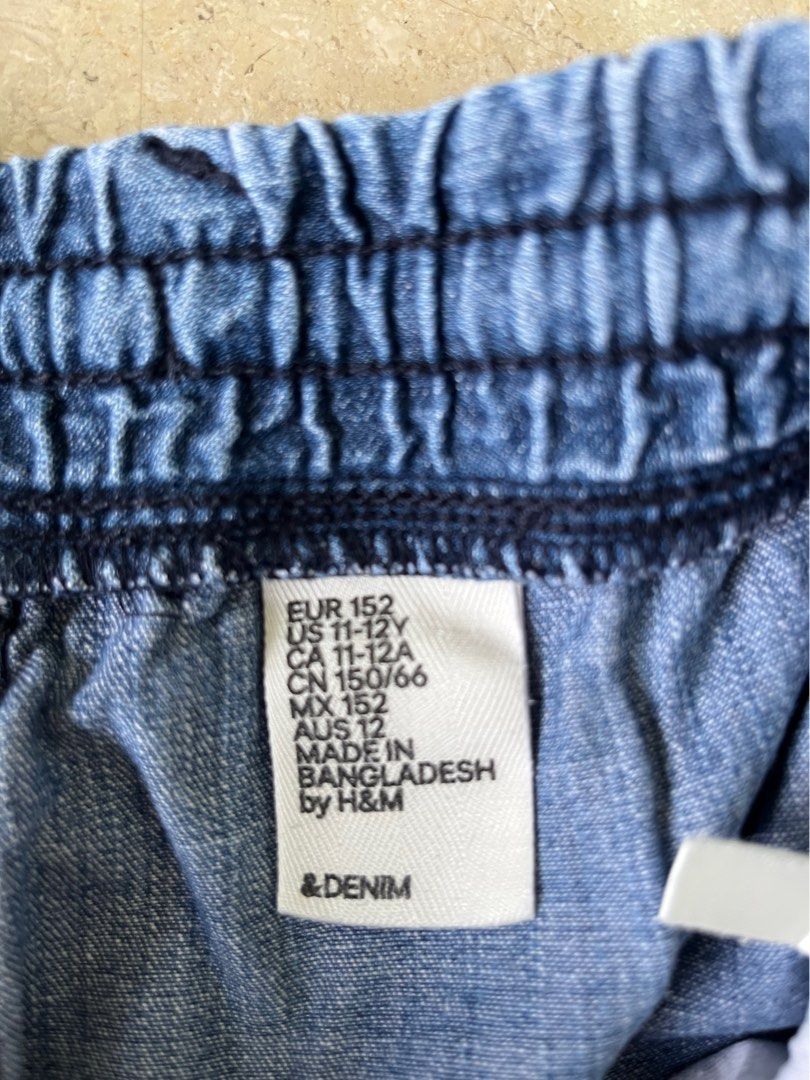 EUR 152
US 11-12Y
CA 11-12A
CN 150/66
MX 152
AUS 12
MADE IN
BANGLADESH
by H&M
&DENIM